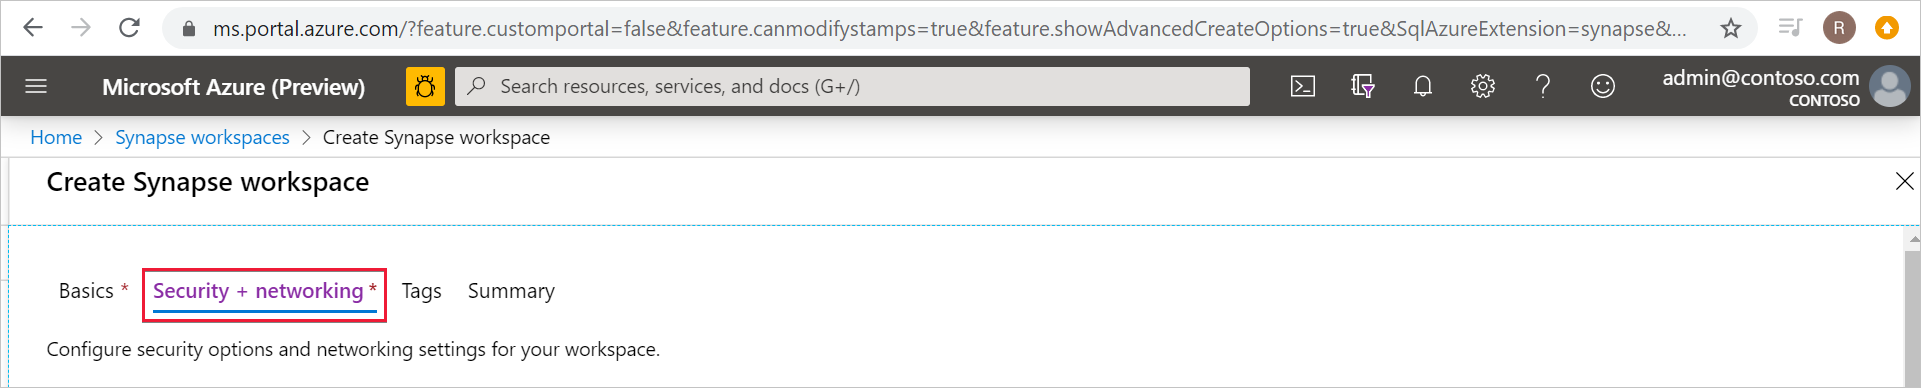 ms.portal.azure.com/?feature.customportal=false&feature.canmodifystamps=true&feature.showAdvancedCreateOptions=true&SqlAzureExtension=synapse&... R
Microsoft Azure (Preview) Search resources, services, and docs (G+/) admin@contoso.com
CONTOSO
Home > Synapse workspaces > Create Synapse workspace
Create Synapse workspace
Basics * Security + networking * Tags Summary
Configure security options and networking settings for your workspace.